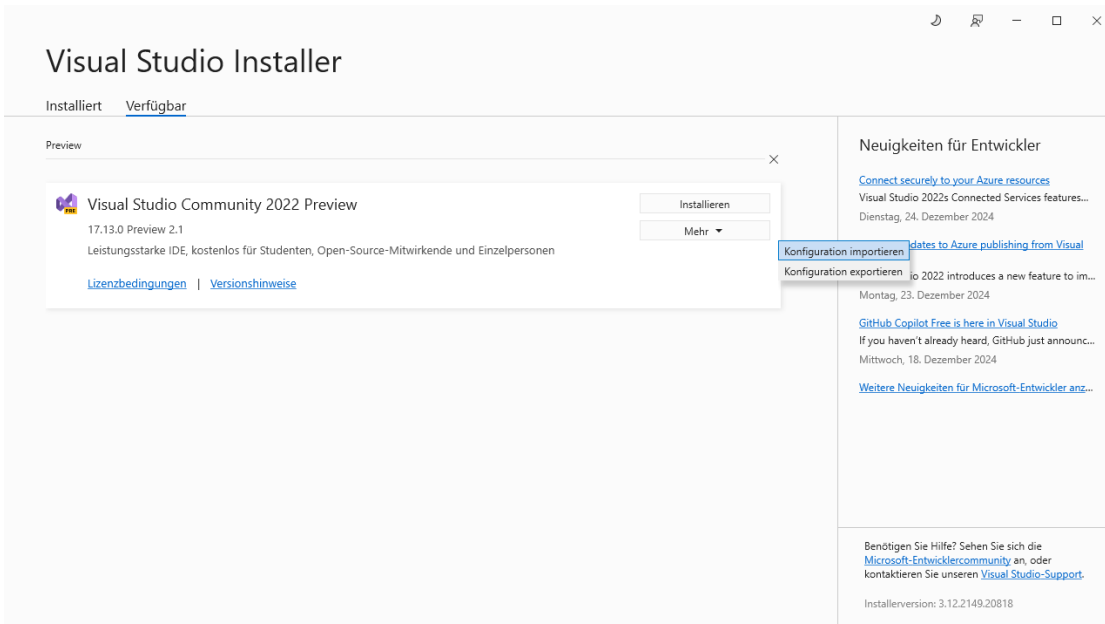 Visual Studio Installer
Installiert Verfügbar
Preview
Visual Studio Community 2022 Preview
PRE
17.13.0 Preview 2.1
Leistungsstarke IDE, kostenlos für Studenten, Open-Source-Mitwirkende und Einzelpersonen
Lizenzbedingungen | Versionshinweise
Installieren
Mehr
Konfiguration importieren
Konfiguration exportieren
Neuigkeiten für Entwickler
Connect securely to your Azure resources
Visual Studio 2022s Connected Services features...
Dienstag, 24. Dezember 2024
to Azure publishing from Visual
2022 introduces a new feature to im...
Montag, 23. Dezember 2024
GitHub Copilot Free is here in Visual Studio
If you haven't already heard, GitHub just announc...
Mittwoch, 18. Dezember 2024
Weitere Neuigkeiten für Microsoft-Entwickler anz...
Benötigen Sie Hilfe? Sehen Sie sich die
Microsoft-Entwicklercommunity an, oder
kontaktieren Sie unseren Visual Studio-Support.
Installerversion: 3.12.2149.20818